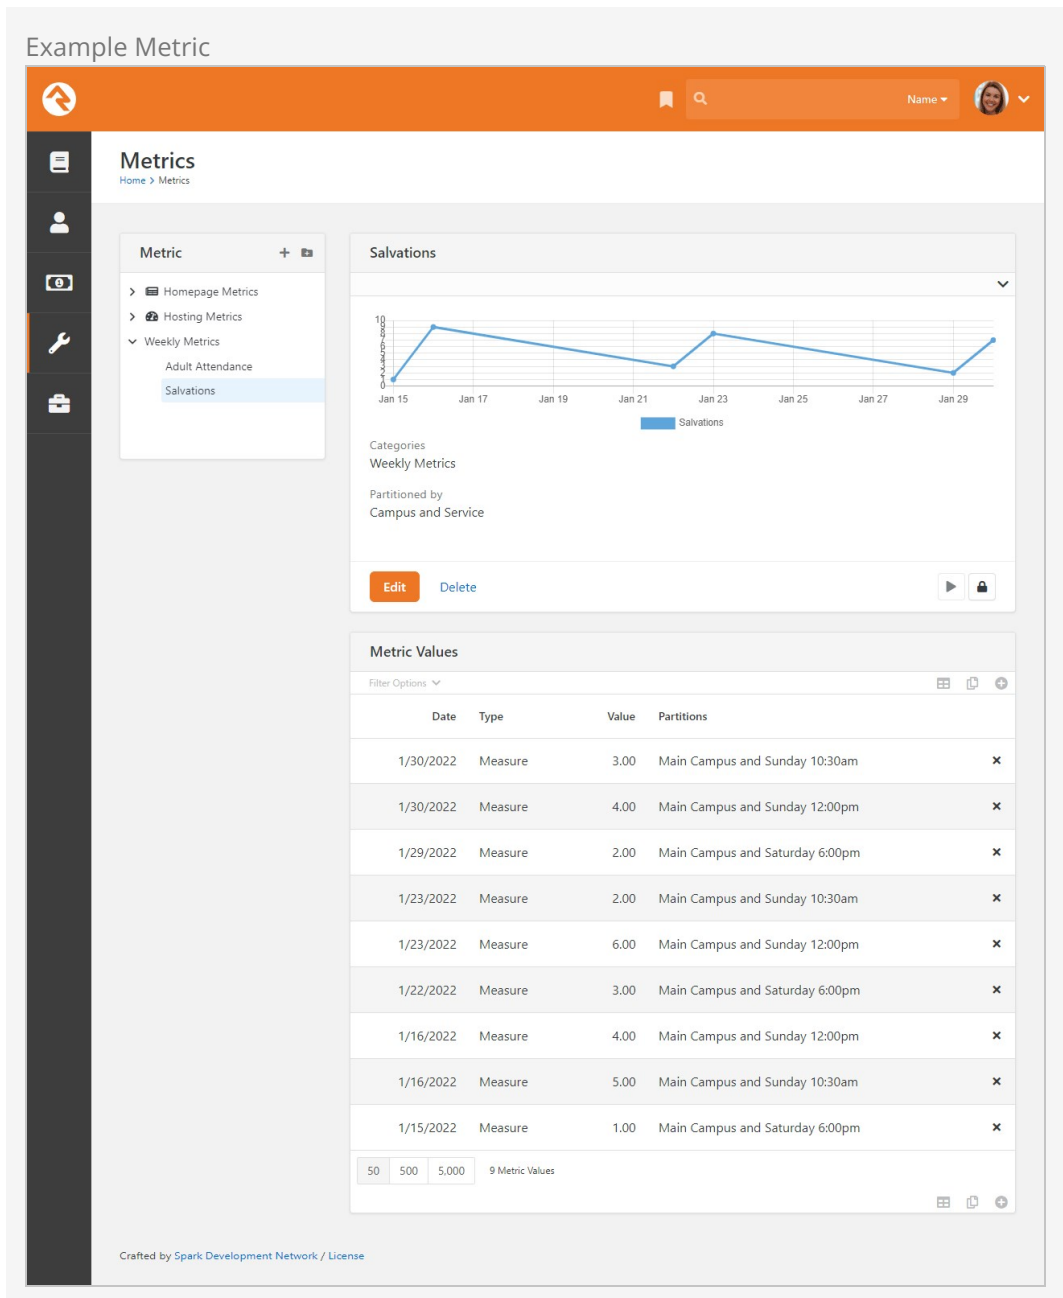 Example Metric
Name
Metrics
Home > Metrics
Metric
Homepage Metrics
Hosting Metrics
Weekly Metrics
Adult Attendance
Salvations
Salvations
10
9
8
7
6
5
4
3
2
1
0
Jan 15 Jan 17 Jan 19 Jan 21 Jan 23 Jan 25 Jan 27 Jan 29
Salvations
Categories
Weekly Metrics
Partitioned by
Campus and Service
Edit Delete
Metric Values
Filter Options
Date Type Value Partitions
1/30/2022 Measure 3.00 Main Campus and Sunday 10:30am
1/30/2022 Measure 4.00 Main Campus and Sunday 12:00pm
1/29/2022 Measure 2.00 Main Campus and Saturday 6:00pm
1/23/2022 Measure 2.00 Main Campus and Sunday 10:30am
1/23/2022 Measure 6.00 Main Campus and Sunday 12:00pm
1/22/2022 Measure 3.00 Main Campus and Saturday 6:00pm
1/16/2022 Measure 4.00 Main Campus and Sunday 12:00pm
1/16/2022 Measure 5.00 Main Campus and Sunday 10:30am
1/15/2022 Measure 1.00 Main Campus and Saturday 6:00pm
50 500 5,000 9 Metric Values
Crafted by Spark Development Network / License